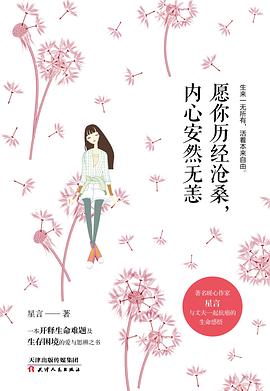 生来一无所有,活着本来自由
愿你历经沧桑,
内心安然无恙
著名暖心作家
星言
与丈夫一起抗癌的
生命感悟
星言——著
一本开释生命难题及
生存困境的爱与思辨之书
天津出版传媒集团
天津人民出版社